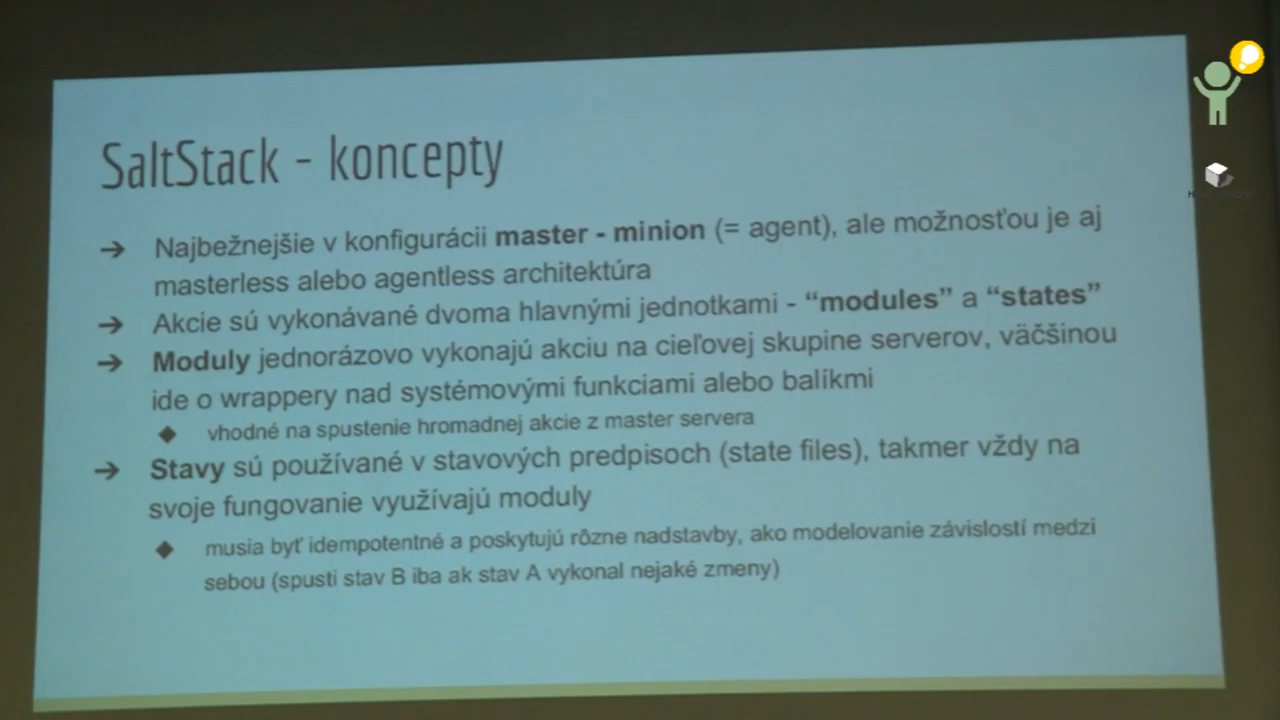 SaltStack - koncepty
➔ Najbežnejšie v konfigurácii master - minion (= agent), ale možnosťou je aj
masterless alebo agentless architektúra
➔ Akcie sú vykonávané dvoma hlavnými jednotkami - “modules” a “states”
➔ Moduly jednorázovo vykonajú akciu na cieľovej skupine serverov, väčšinou
ide o wrappery nad systémovými funkciami alebo balíkmi
◆ vhodné na spustenie hromadnej akcie z master servera
➔ Stavy sú používané v stavových predpisoch (state files), takmer vždy na
svoje fungovanie využívajú moduly
◆ musia byť idempotentné a poskytujú rôzne nadstavby, ako modelovanie závislostí medzi
sebou (spusti stav B iba ak stav A vykonal nejaké zmeny)